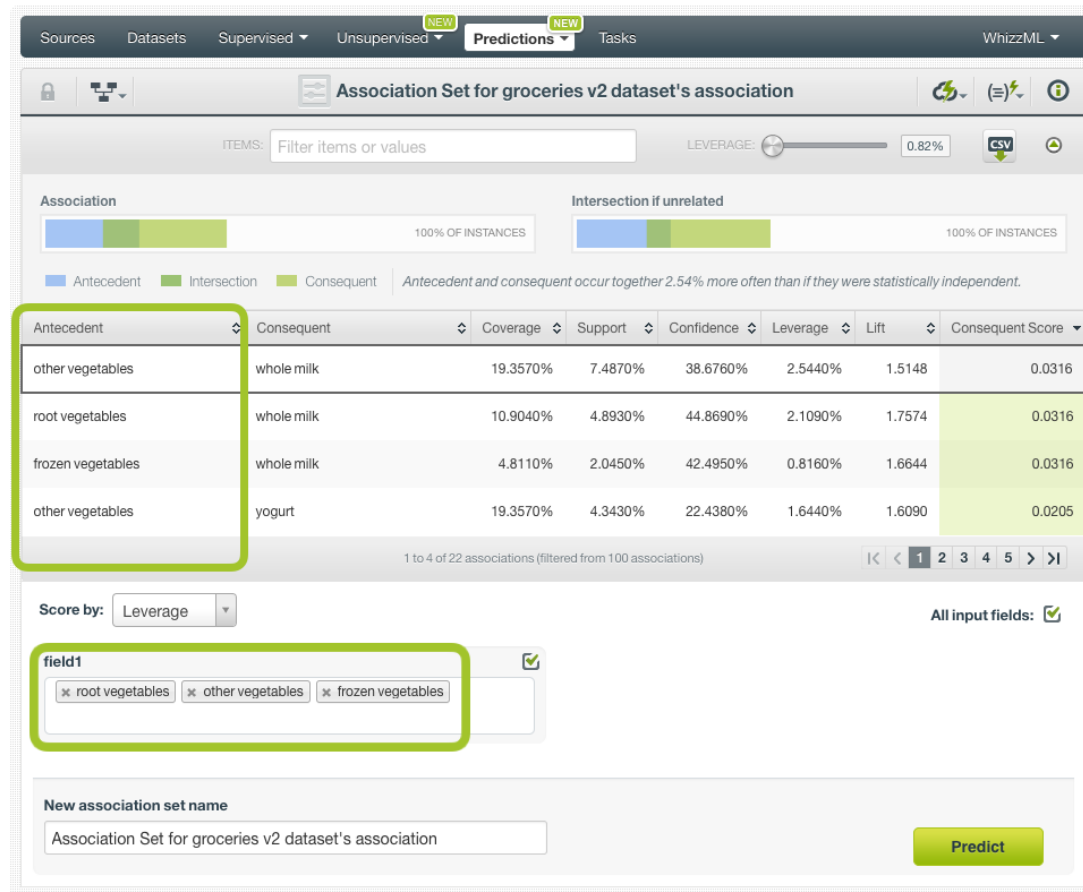 NEW NEW
Sources Datasets Supervised Unsupervised Predictions Tasks WhizzML
Association Set for groceries v2 dataset's association
ITEMS: Filter items or values LEVERAGE: 0.82% CSV
Association Intersection if unrelated
100% OF INSTANCES 100% OF INSTANCES
Antecedent Intersection Consequent Antecedent and consequent occur together 2.54% more often than if they were statistically independent.
Antecedent Consequent Coverage Support Confidence Leverage Lift Consequent Score
other vegetables whole milk 19.3570% 7.4870% 38.6760% 2.5440% 1.5148 0.0316
root vegetables whole milk 10.9040% 4.8930% 44.8690% 2.1090% 1.7574 0.0316
frozen vegetables whole milk 4.8110% 2.0450% 42.4950% 0.8160% 1.6644 0.0316
other vegetables yogurt 19.3570% 4.3430% 22.4380% 1.6440% 1.6090 0.0205
1 to 4 of 22 associations (filtered from 100 associations) 1 2 3 4 5
Score by: Leverage All input fields:
field1
root vegetables other vegetables frozen vegetables
New association set name
Association Set for groceries v2 dataset's association
Predict